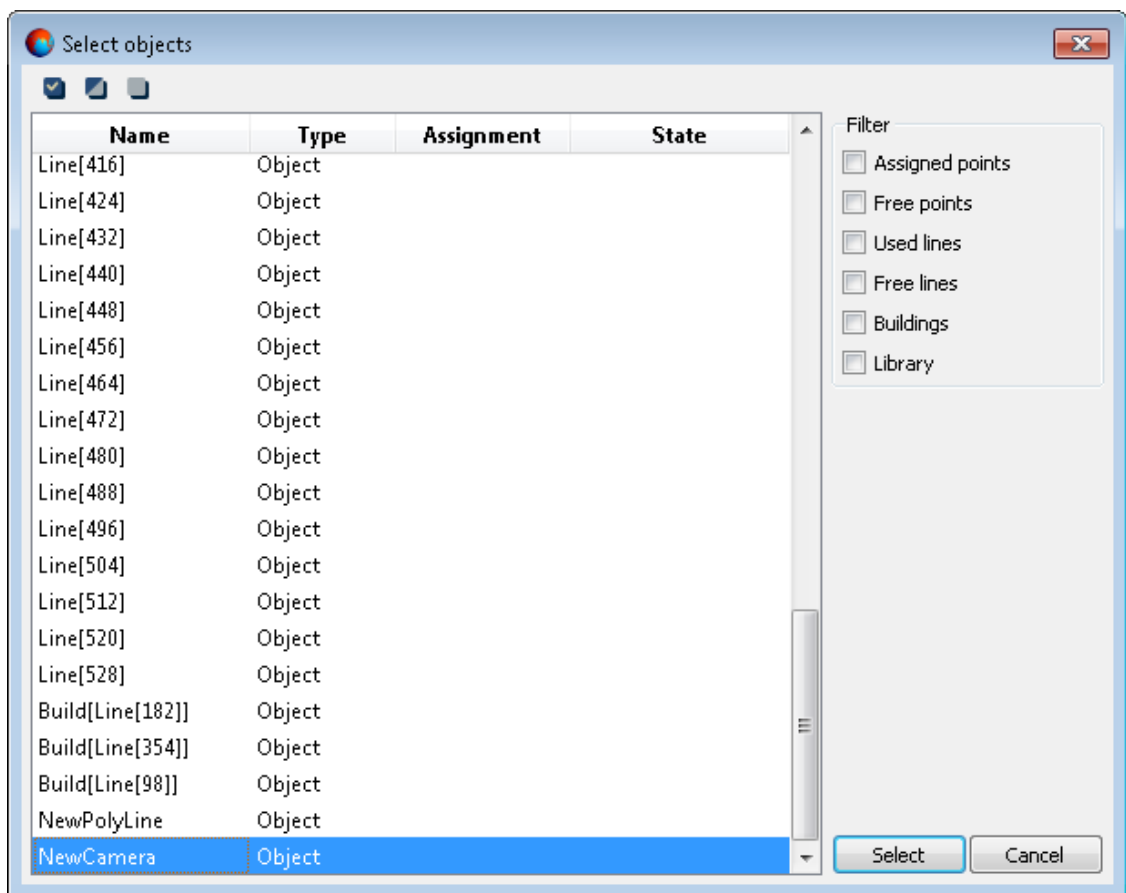 Select objects
Name Type Assignment State
Line[416] Object
Line[424] Object
Line[432] Object
Line[440] Object
Line[448] Object
Line[456] Object
Line[464] Object
Line[472] Object
Line[480] Object
Line[488] Object
Line[496] Object
Line[504] Object
Line[512] Object
Line[520] Object
Line[528] Object
Build[Line[182]] Object
Build[Line[354]] Object
Build[Line[98]] Object
NewPolyLine Object
NewCamera Object
Filter
Assigned points
Free points
Used lines
Free lines
Buildings
Library
Select Cancel